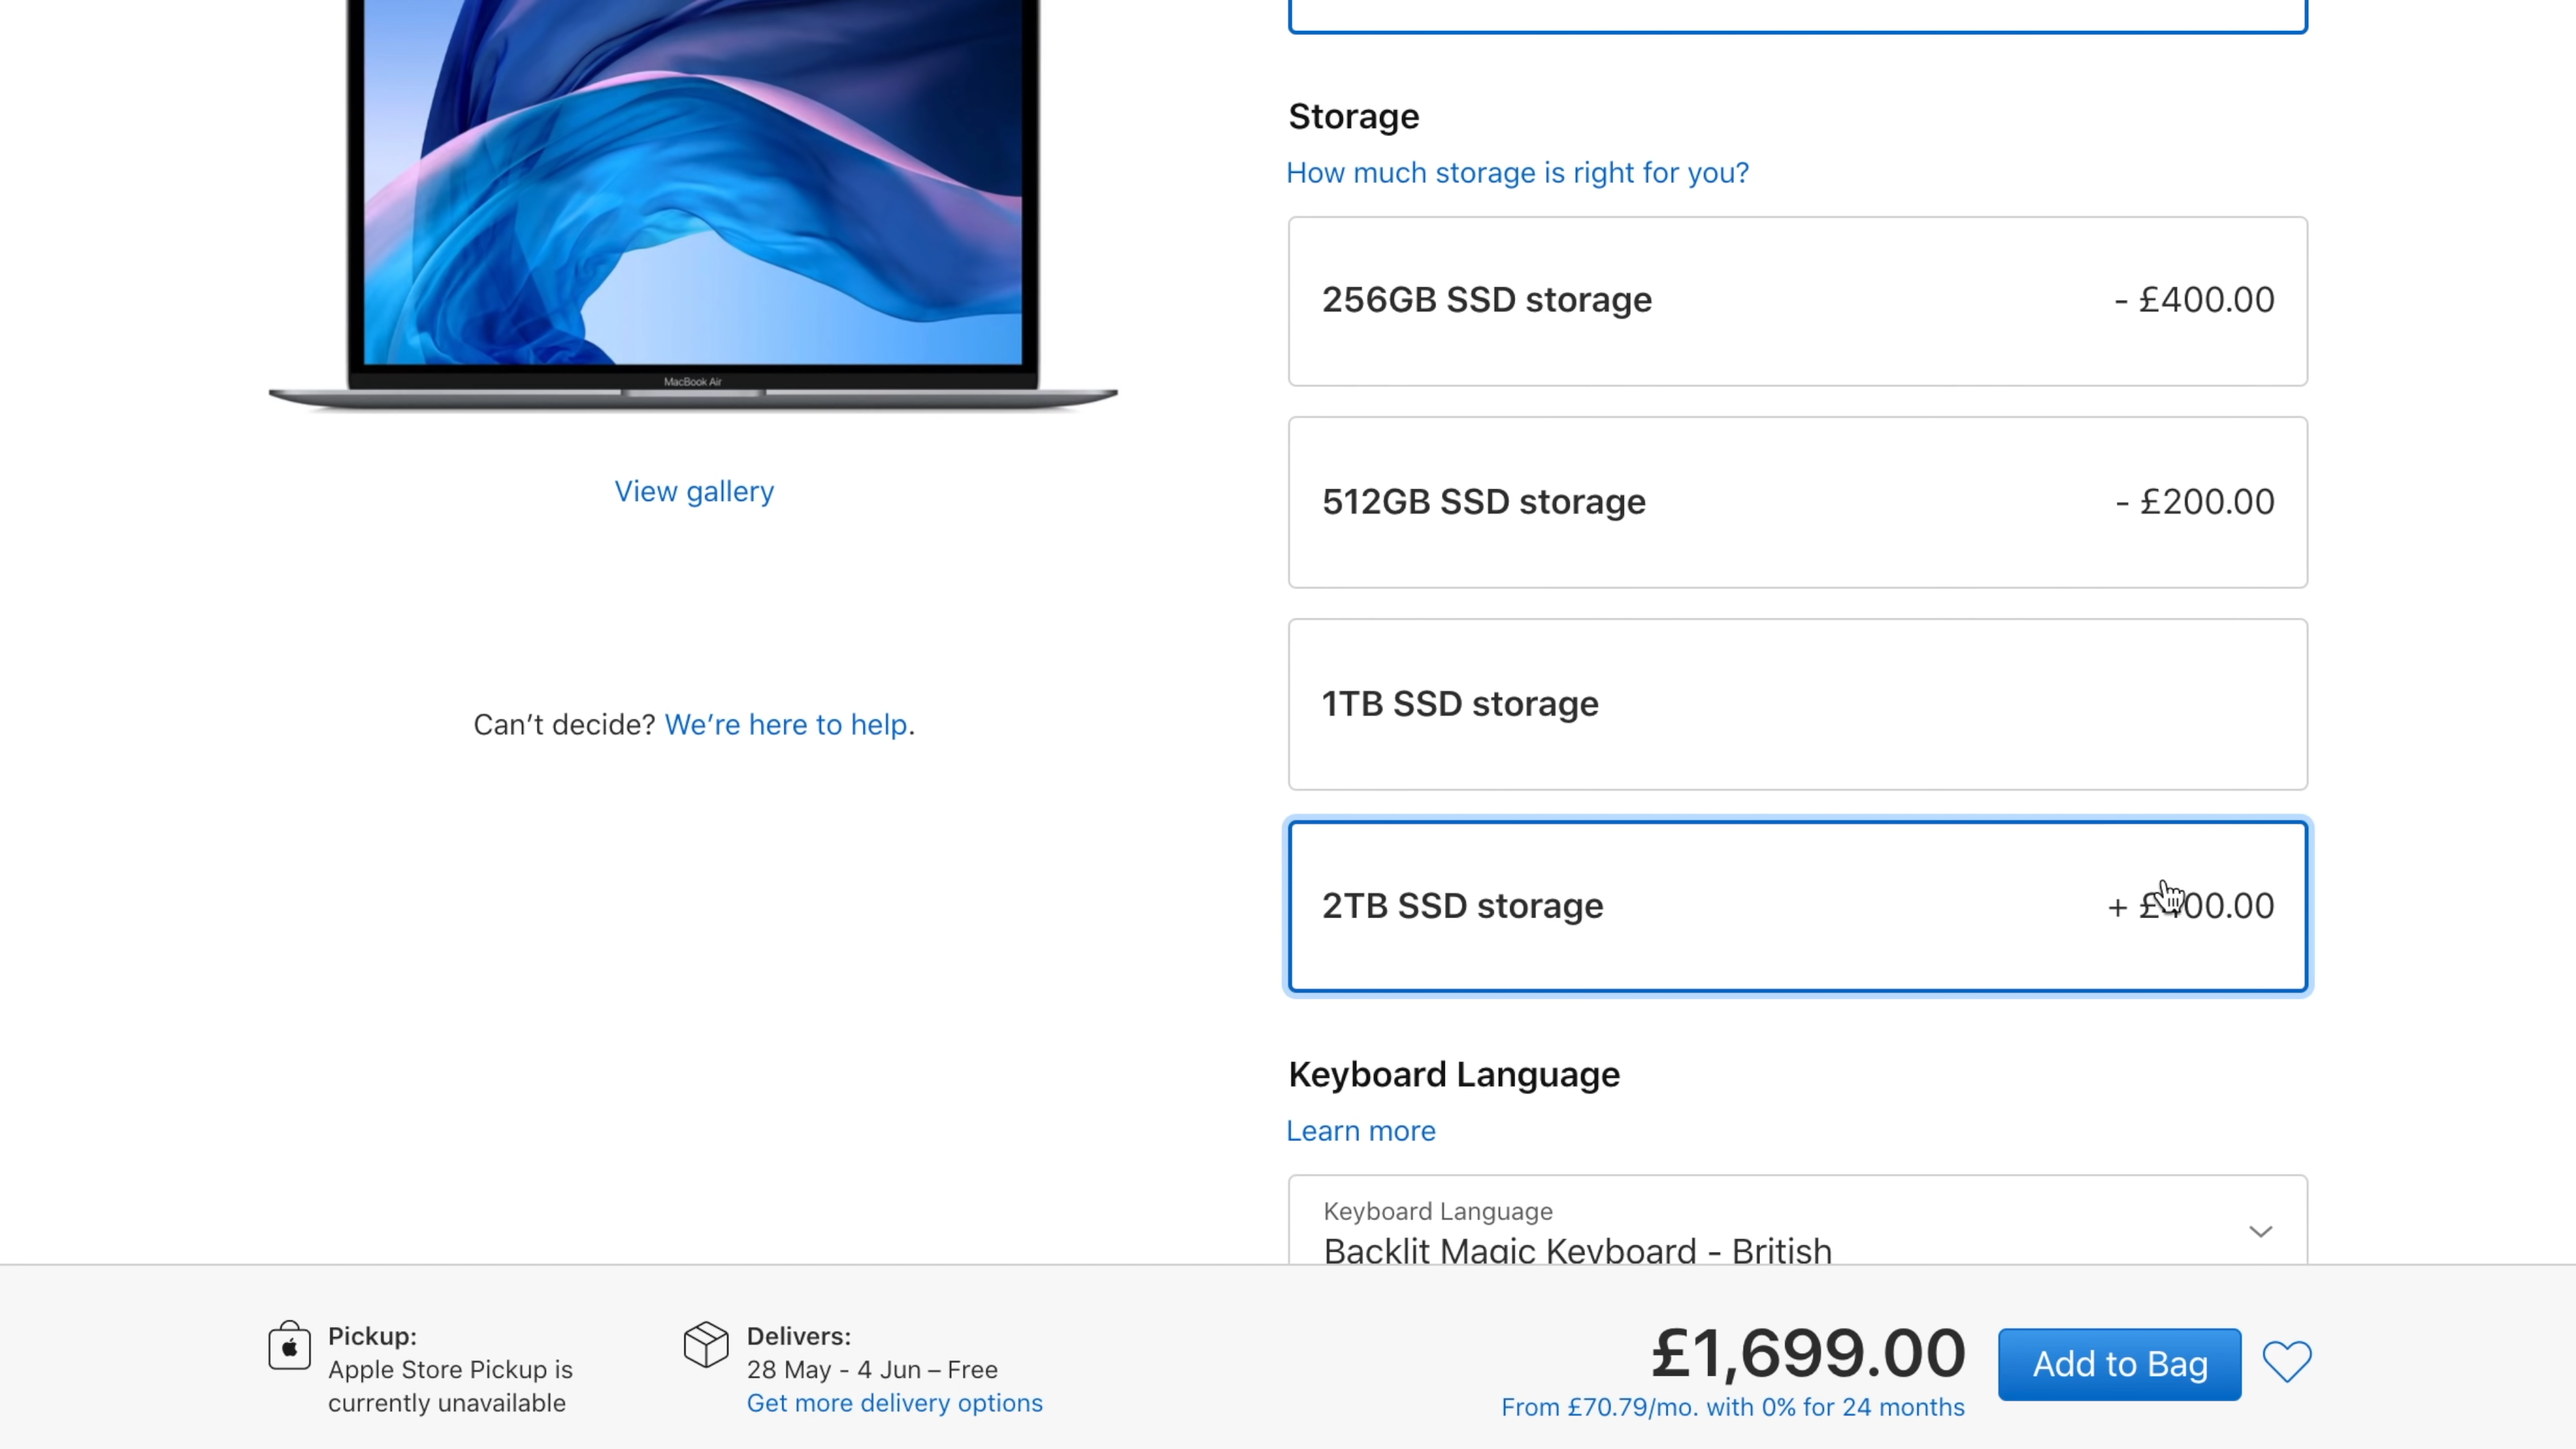 MacBook Air
View gallery
Can't decide? We're here to help.
Storage
How much storage is right for you?
256GB SSD storage - £400.00
512GB SSD storage - £200.00
1TB SSD storage
2TB SSD storage +
Keyboard Language
Learn more
Keyboard Language
Backlit Magic Keyboard - British
Pickup:
Apple Store Pickup is
currently unavailable
Delivers:
28 May - 4 Jun – Free
Get more delivery options
£1,699.00
From £70.79/mo. with 0% for 24 months
Add to Bag